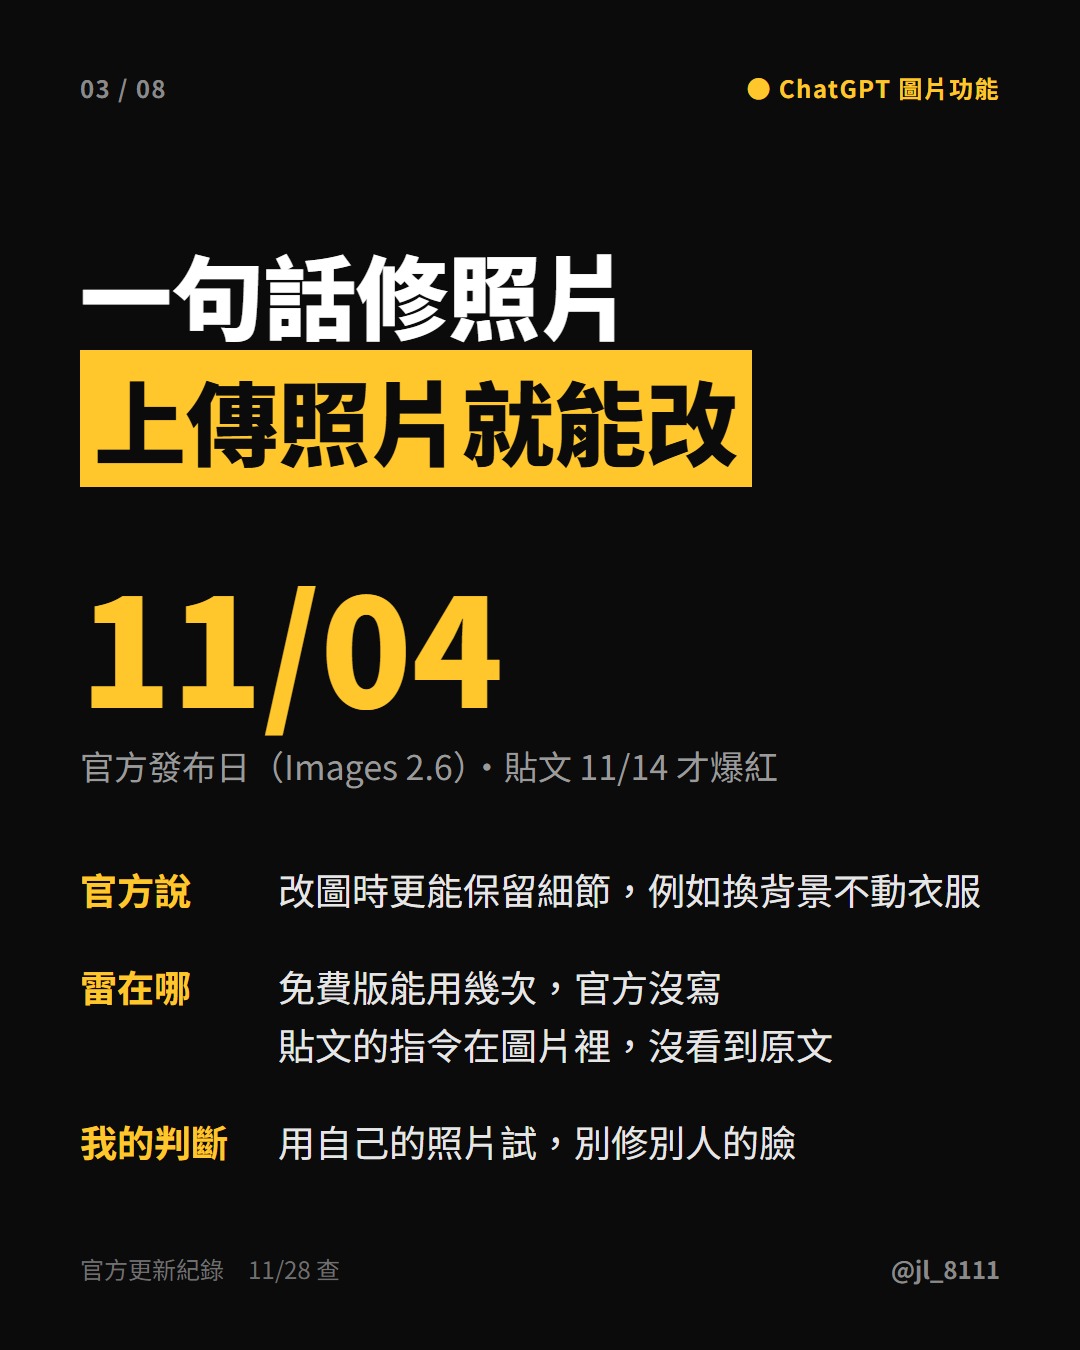 03 / 08
ChatGPT 圖片功能
一句話修照片
上傳照片就能改
11/04
官方發布日（Images 2.6）・貼文 11/14 才爆紅
官方說 改圖時更能保留細節，例如換背景不動衣服
雷在哪 免費版能用幾次，官方沒寫
貼文的指令在圖片裡，沒看到原文
我的判斷 用自己的照片試，別修別人的臉
官方更新紀錄 11/28 查
@jl_8111